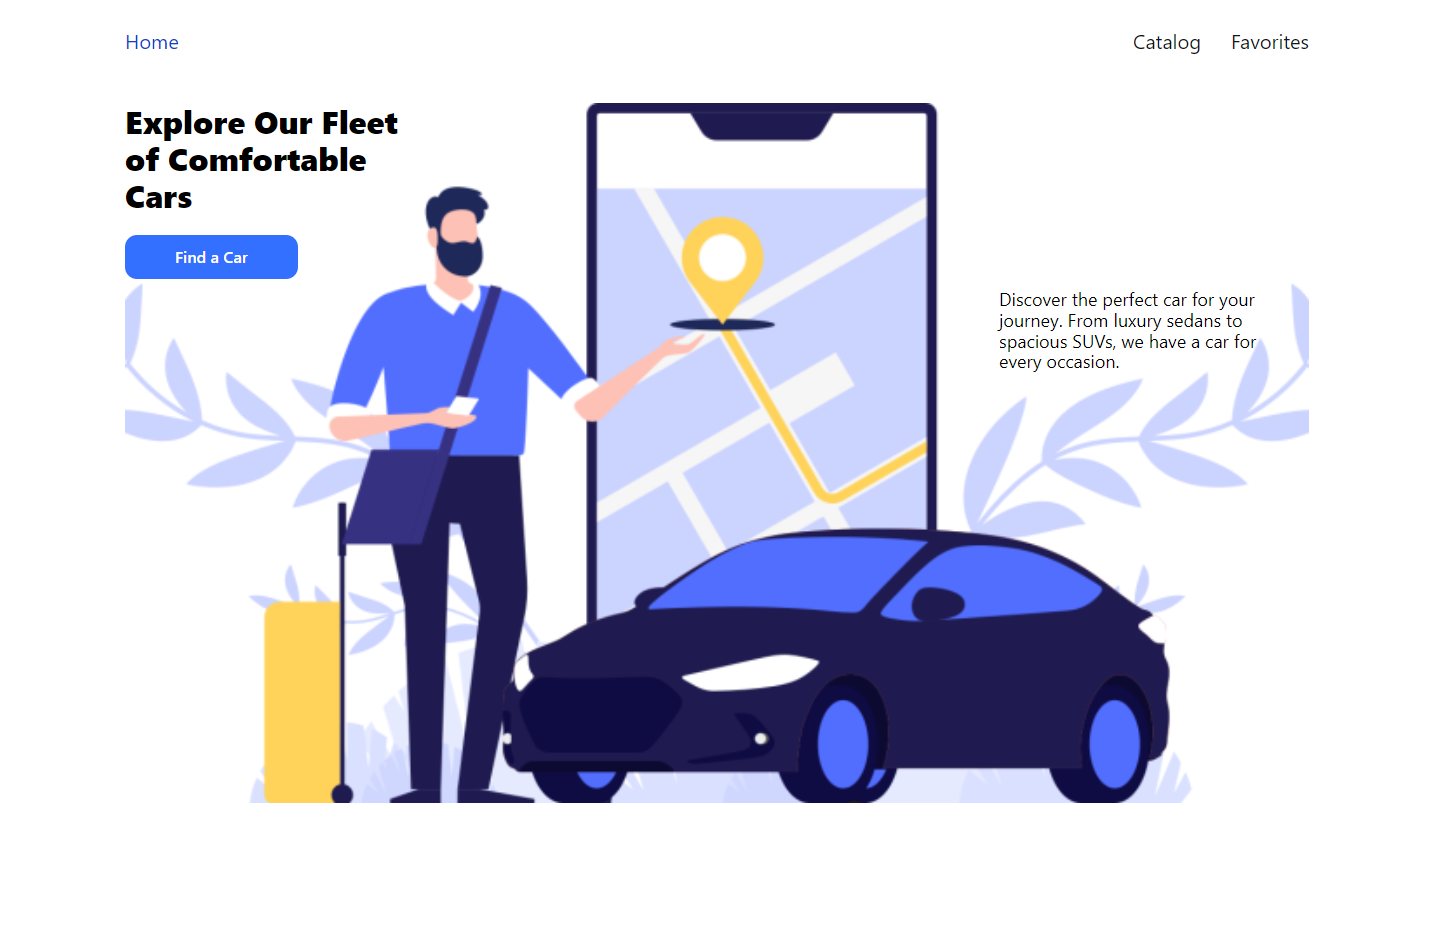 Home
Catalog
Favorites
Explore Our Fleet
of Comfortable
Cars
Find a Car
Discover the perfect car for your
journey. From luxury sedans to
spacious SUVs, we have a car for
every occasion.